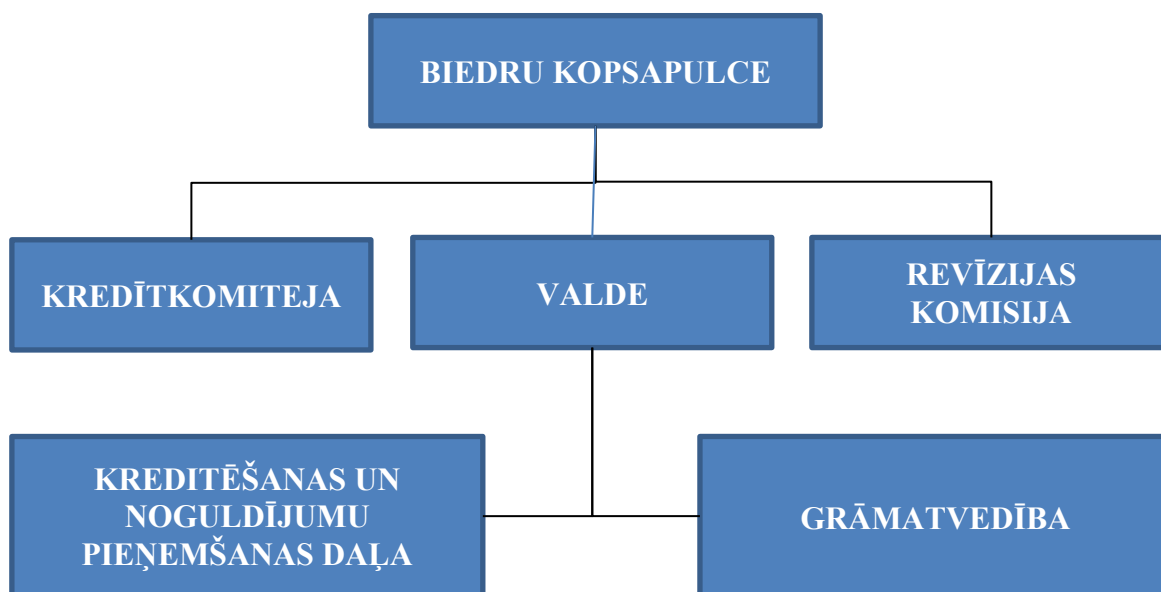 BIEDRU KOPSAPULCE
KREDĪTKOMITEJA
VALDE
REVĪZIJAS
KOMISIJA
KREDITĒŠANAS UN
NOGULDĪJUMU
PIEŅEMŠANAS DAĻA
GRĀMATVEDĪBA